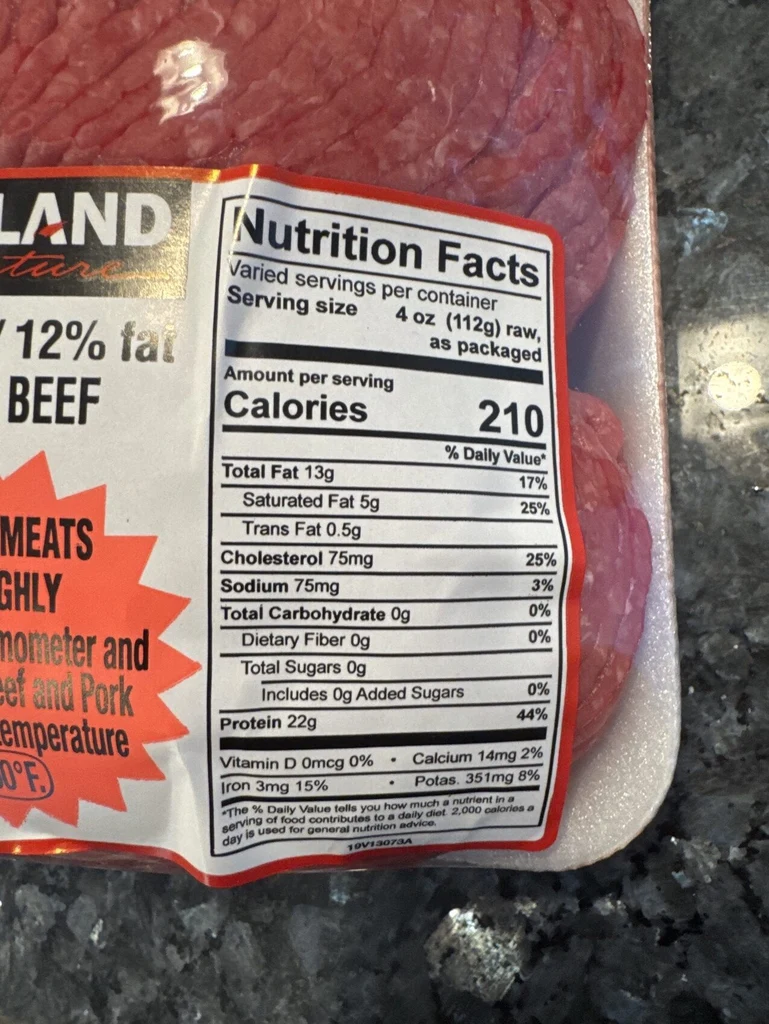 LAND
ture
/ 12% fat
BEEF
MEATS
GHLY
mometer and
eef and Pork
temperature
0°F.
Nutrition Facts
Varied servings per container
Serving size 4 oz (112g) raw,
as packaged
Amount per serving
Calories 210
% Daily Value*
Total Fat 13g 17%
Saturated Fat 5g 25%
Trans Fat 0.5g
Cholesterol 75mg 25%
Sodium 75mg 3%
Total Carbohydrate 0g 0%
Dietary Fiber 0g 0%
Total Sugars 0g
Includes 0g Added Sugars 0%
Protein 22g 44%
Vitamin D 0mcg 0% • Calcium 14mg 2%
Iron 3mg 15% • Potas. 351mg 8%
*The % Daily Value tells you how much a nutrient in a
serving of food contributes to a daily diet. 2,000 calories a
day is used for general nutrition advice.
19V13073A